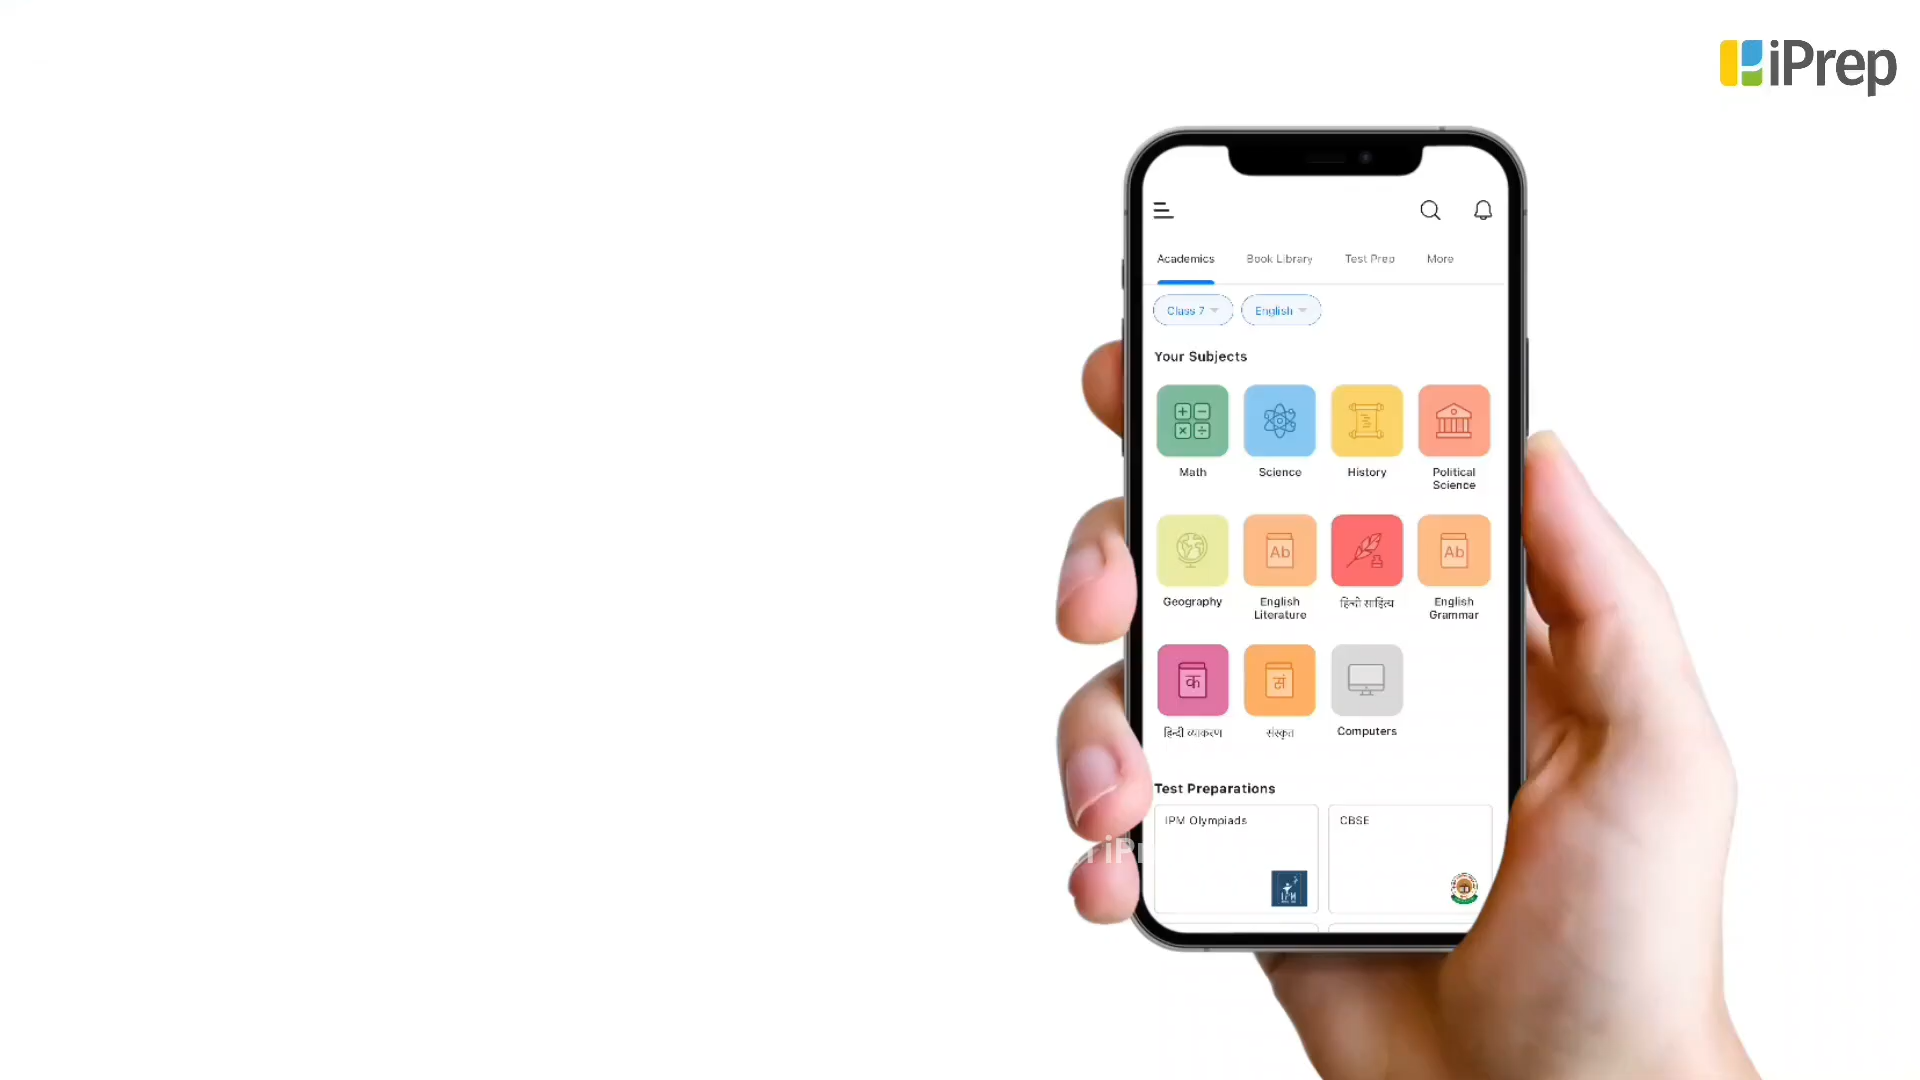 iPrep
Academics Book Library Test Prep More
Class 7 English
Your Subjects
Math Science History Political Science
Geography English Literature हिन्दी साहित्य English Grammar
हिन्दी व्याकरण संस्कृत Computers
Test Preparations
IPM Olympiads CBSE